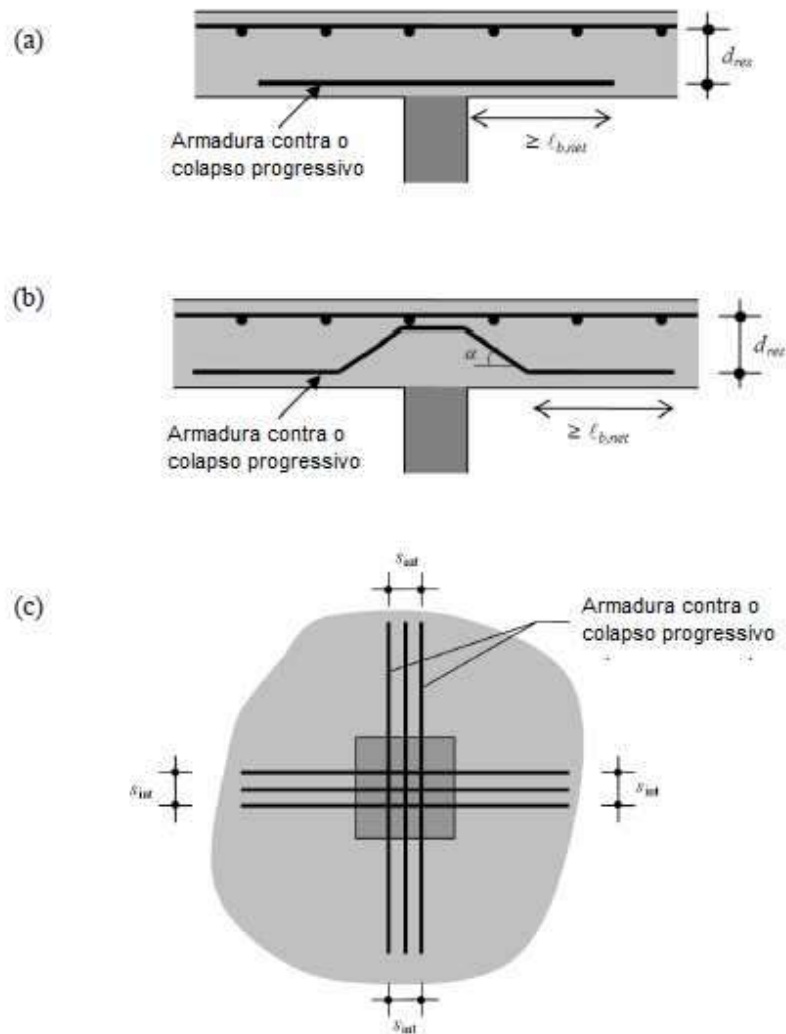 (a)
d_res
Armadura contra o
colapso progressivo
≥ ℓ_b,net
(b)
α
d_res
Armadura contra o
colapso progressivo
≥ ℓ_b,net
s_int
(c)
Armadura contra o
colapso progressivo
s_int
s_int
s_int